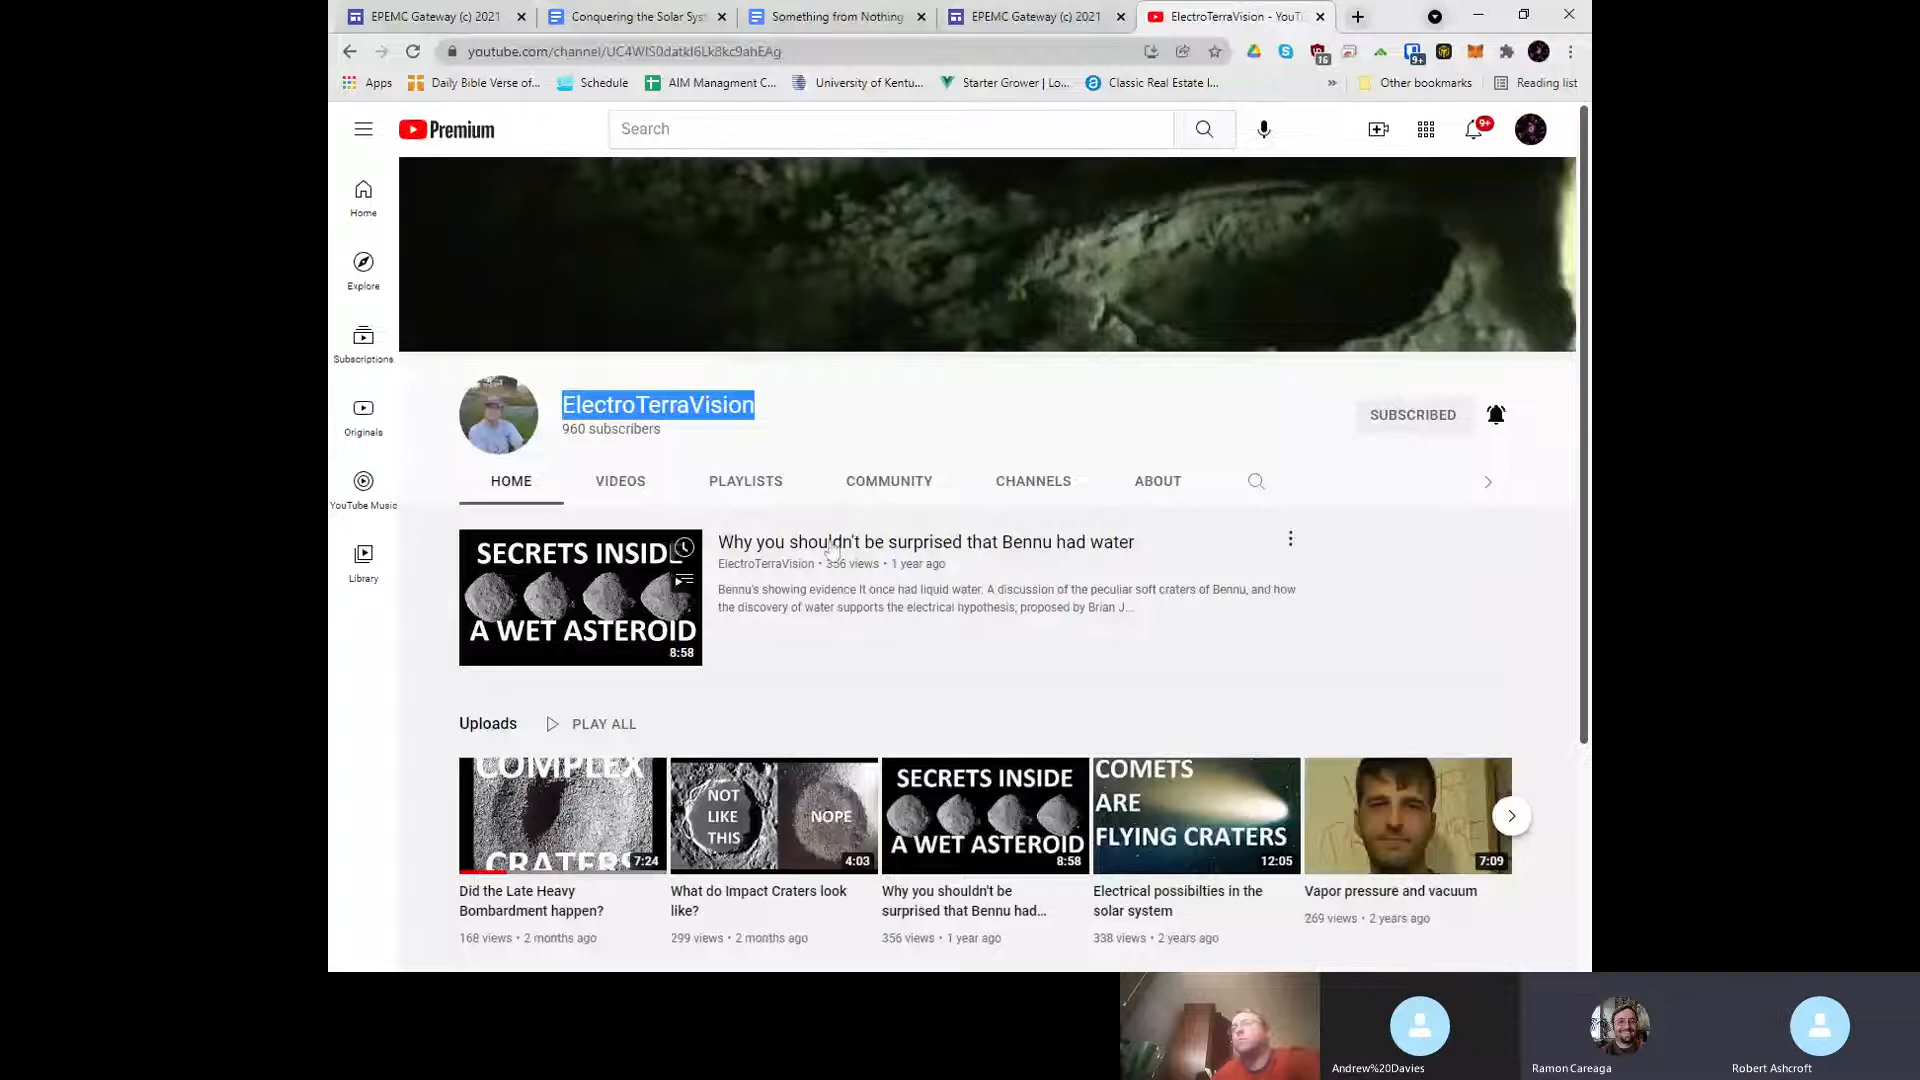 EPEMC Gateway (c) 2021
Conquering the Solar Sys
Something from Nothing
EPEMC Gateway (c) 2021
ElectroTerraVision - YouTu
youtube.com/channel/UC4WIS0datkI6Lk8kc9ahEAg
16
9+
Apps
Daily Bible Verse of...
Schedule
AIM Managment C...
University of Kentu...
Starter Grower | Lo...
Classic Real Estate I...
»
Other bookmarks
Reading list
Premium
Search
9+
Home
Explore
Subscriptions
Originals
YouTube Music
Library
ElectroTerraVision
960 subscribers
SUBSCRIBED
HOME
VIDEOS
PLAYLISTS
COMMUNITY
CHANNELS
ABOUT
SECRETS INSIDE
A WET ASTEROID
8:58
Why you shouldn't be surprised that Bennu had water
ElectroTerraVision • 356 views • 1 year ago
Bennu's showing evidence It once had liquid water. A discussion of the peculiar soft craters of Bennu, and how
the discovery of water supports the electrical hypothesis; proposed by Brian J...
Uploads
PLAY ALL
COMPLEX
CRATERS
7:24
Did the Late Heavy
Bombardment happen?
168 views • 2 months ago
NOT
LIKE
THIS
NOPE
4:03
What do Impact Craters look
like?
299 views • 2 months ago
SECRETS INSIDE
A WET ASTEROID
8:58
Why you shouldn't be
surprised that Bennu had...
356 views • 1 year ago
COMETS
ARE
FLYING CRATERS
12:05
Electrical possibilties in the
solar system
338 views • 2 years ago
7:09
Vapor pressure and vacuum
269 views • 2 years ago
Andrew%20Davies
Ramon Careaga
Robert Ashcroft